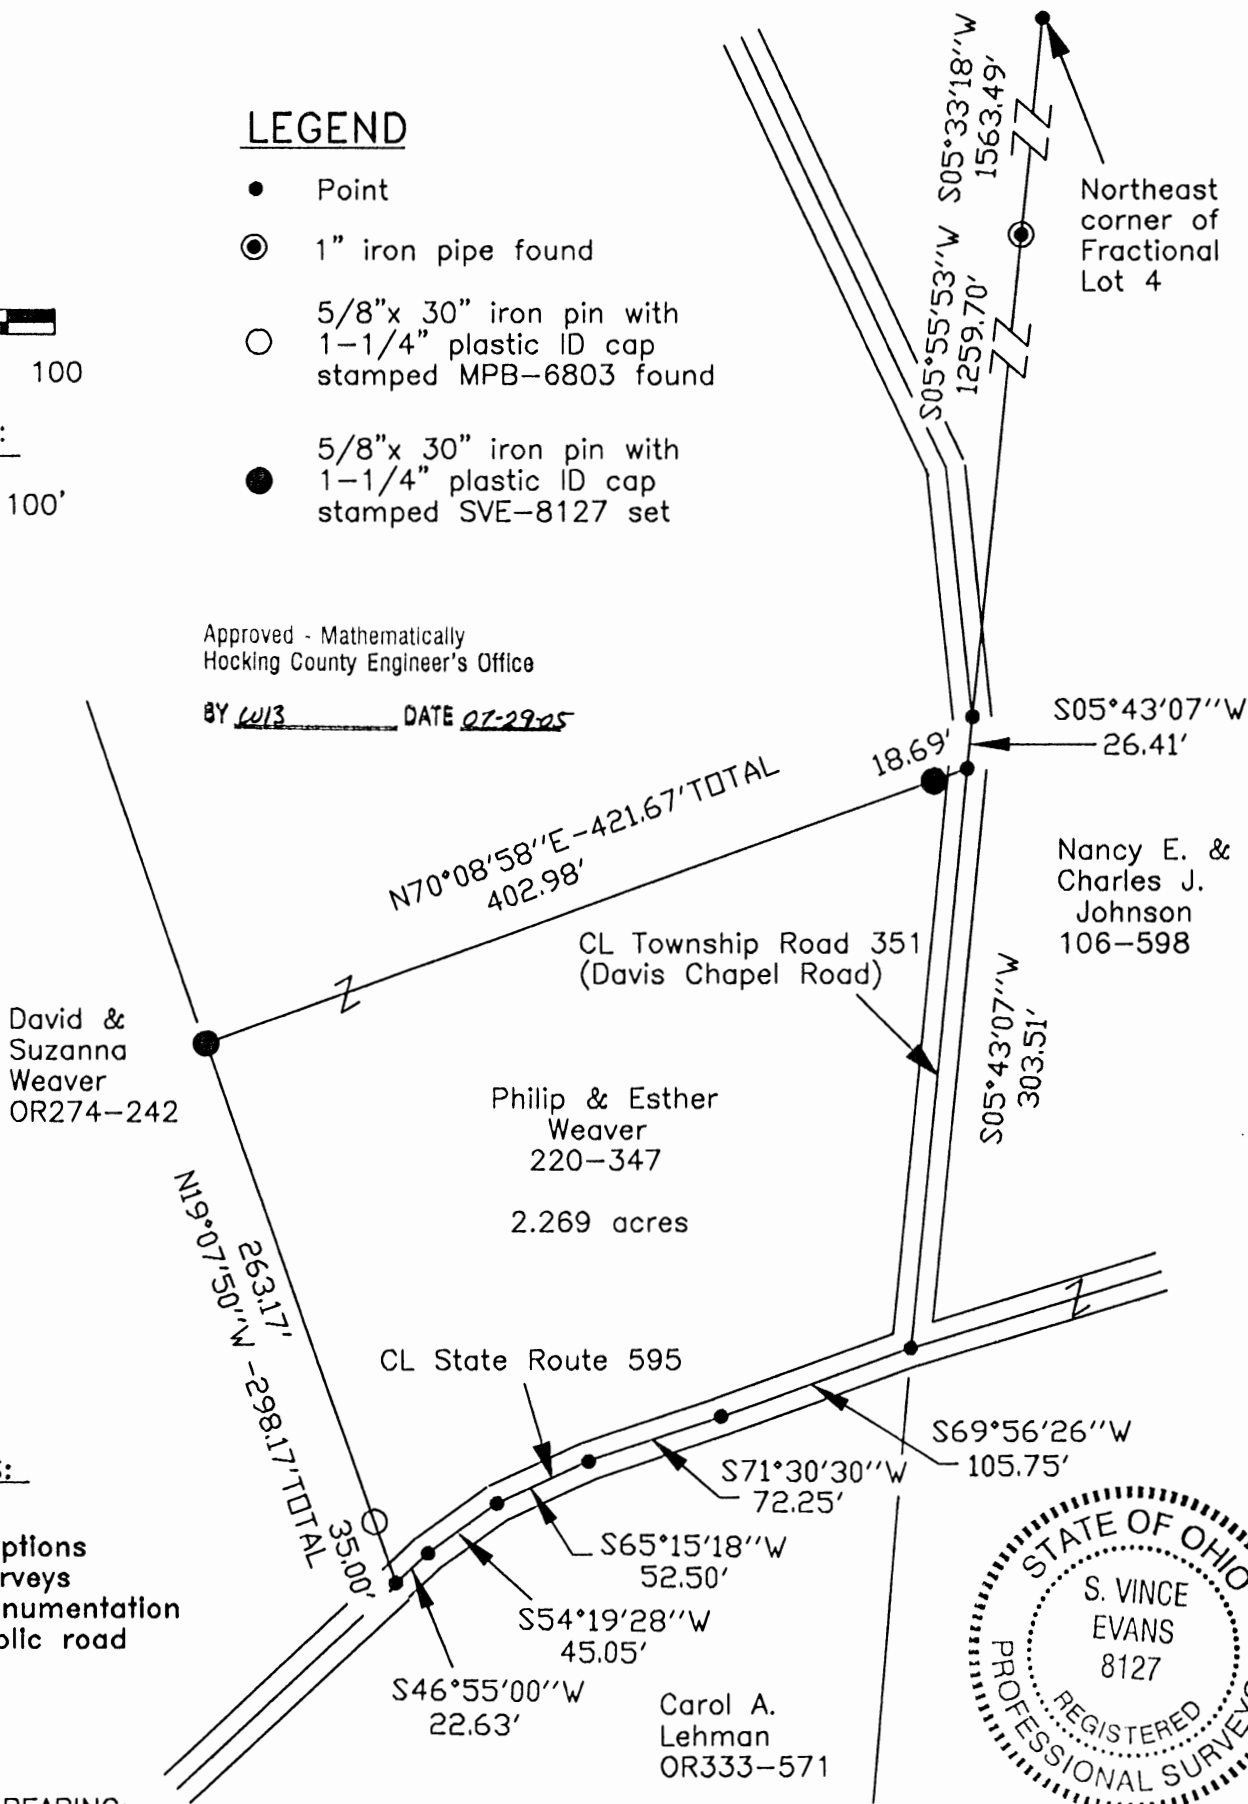 LEGEND
Point
1" iron pipe found
5/8"x 30" iron pin with
1-1/4" plastic ID cap
stamped MPB-6803 found
5/8"x 30" iron pin with
1-1/4" plastic ID cap
stamped SVE-8127 set
100
:
100'
Approved - Mathematically
Hocking County Engineer's Office
BY DATE 07-29-05
S05°33'18"W
1563.49'
S05°55'53"W
1259.70'
Northeast
corner of
Fractional
Lot 4
S05°43'07"W
26.41'
18.69'
N70°08'58"E -421.67'TOTAL
402.98'
Nancy E. &
Charles J.
Johnson
106-598
CL Township Road 351
(Davis Chapel Road)
S05°43'07"W
303.51'
David &
Suzanna
Weaver
OR274-242
Philip & Esther
Weaver
220-347
2.269 acres
263.17'
N19°07'50"W -298.17'TOTAL
35.00'
CL State Route 595
S69°56'26"W
105.75'
S71°30'30"W
72.25'
S65°15'18"W
52.50'
S54°19'28"W
45.05'
S46°55'00"W
22.63'
Carol A.
Lehman
OR333-571
S:
ptions
rveys
numentation
blic road
STATE OF OHIO
S. VINCE
EVANS
8127
REGISTERED
PROFESSIONAL SURVEYO
BEARING: